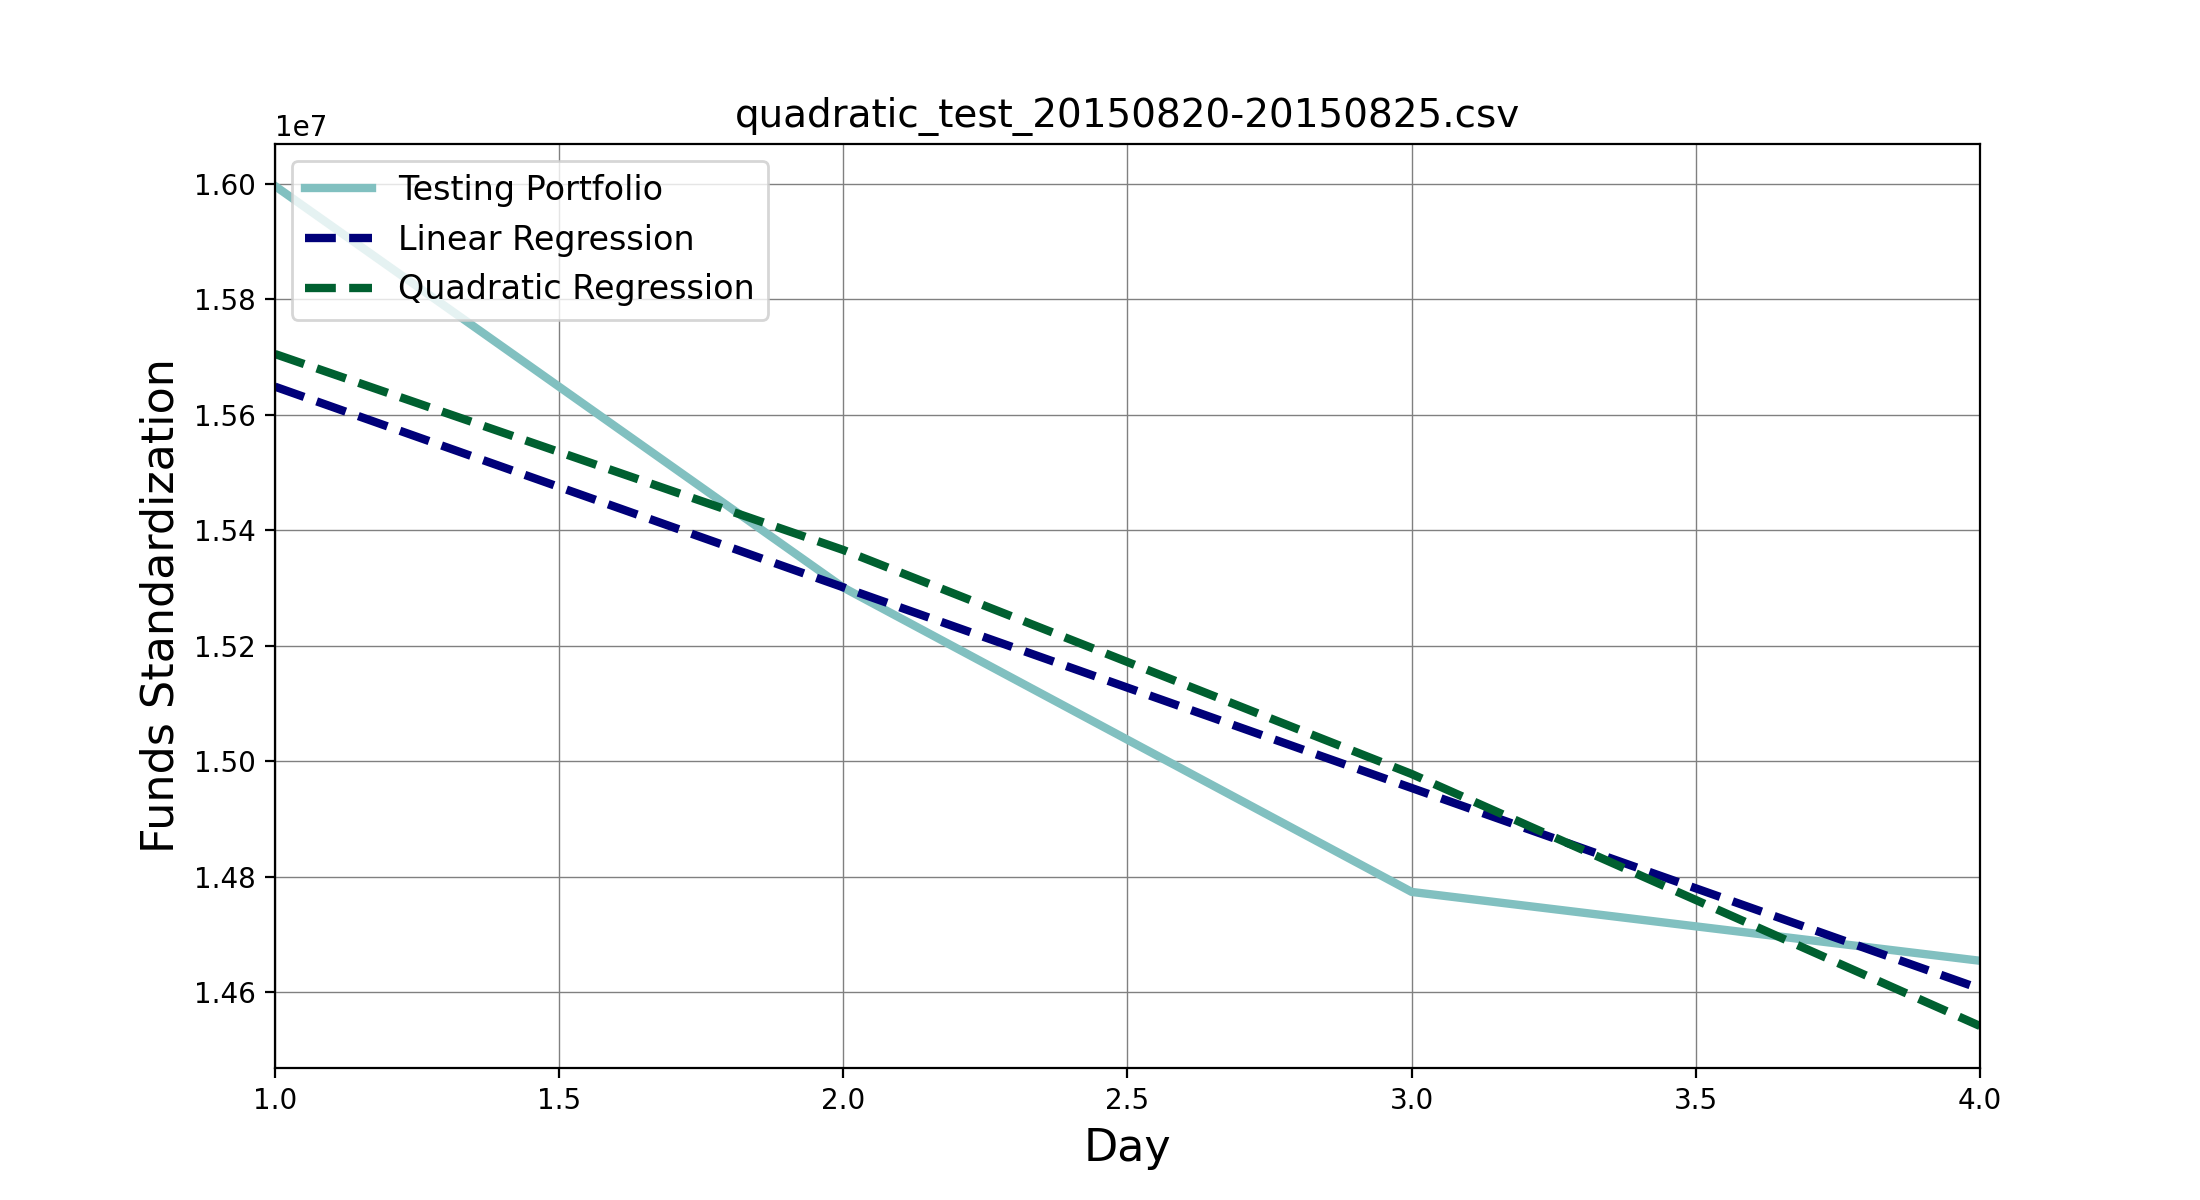 quadratic_test_20150820-20150825.csv
1e7
Testing Portfolio
Linear Regression
Quadratic Regression
1.60
1.58
1.56
1.54
1.52
1.50
1.48
1.46
Funds Standardization
1.0 1.5 2.0 2.5 3.0 3.5 4.0
Day